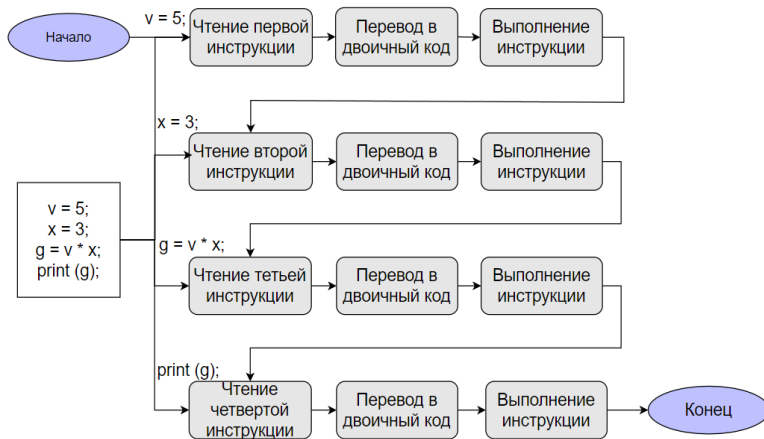 v = 5;
Начало
Чтение первой
инструкции
Перевод в
двоичный код
Выполнение
инструкции
x = 3;
Чтение второй
инструкции
Перевод в
двоичный код
Выполнение
инструкции
v = 5;
x = 3;
g = v * x;
print (g);
g = v * x;
Чтение тетьей
инструкции
Перевод в
двоичный код
Выполнение
инструкции
print (g);
Чтение
четвертой
инструкции
Перевод в
двоичный код
Выполнение
инструкции
Конец